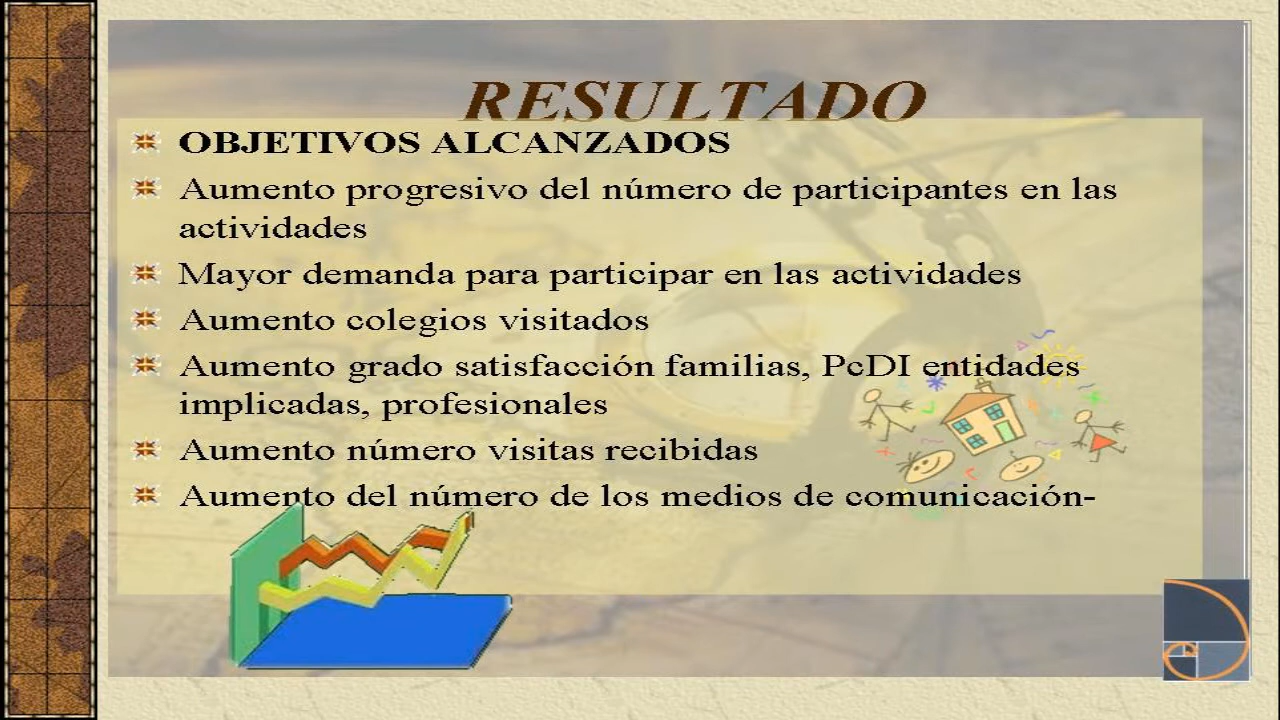 RESULTADO
OBJETIVOS ALCANZADOS
Aumento progresivo del número de participantes en las
actividades
Mayor demanda para participar en las actividades
Aumento colegios visitados
Aumento grado satisfacción familias, PcDI entidades
implicadas, profesionales
Aumento número visitas recibidas
Aumento del número de los medios de comunicación-